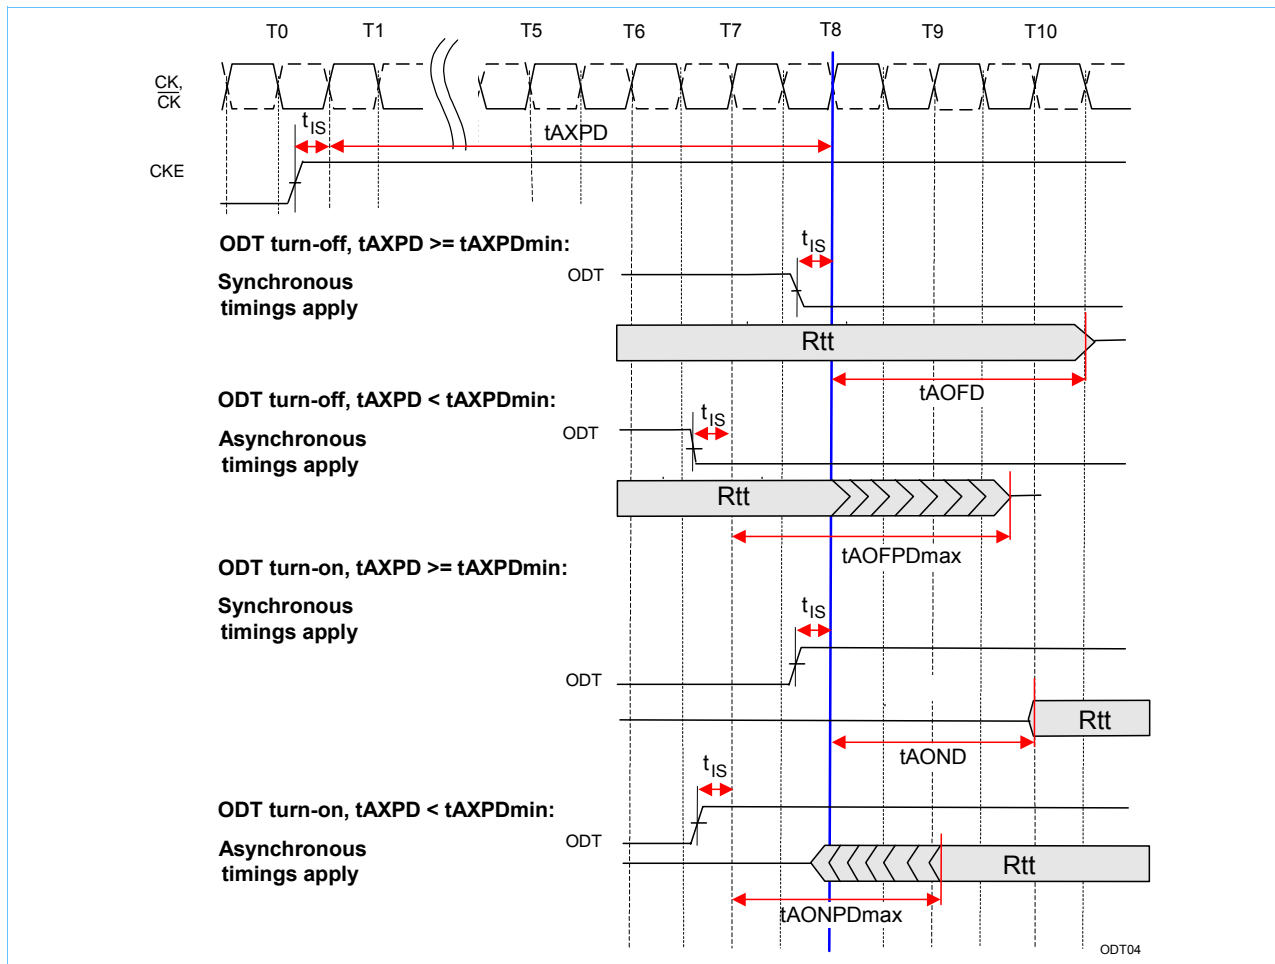 T0 T1 T5 T6 T7 T8 T9 T10
CK,
CK
tIS
tAXPD
CKE
ODT turn-off, tAXPD >= tAXPDmin:
tIS
Synchronous
timings apply
ODT
Rtt
tAOFD
ODT turn-off, tAXPD < tAXPDmin:
tIS
Asynchronous
timings apply
ODT
Rtt
tAOFPDmax
ODT turn-on, tAXPD >= tAXPDmin:
Synchronous
timings apply
tIS
ODT
Rtt
tAOND
tIS
ODT turn-on, tAXPD < tAXPDmin:
ODT
Asynchronous
timings apply
Rtt
tAONPDmax
ODT04